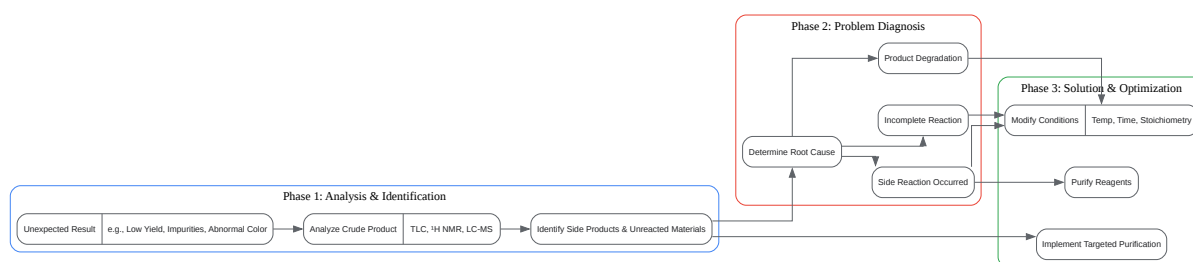 Phase 1: Analysis & Identification
Unexpected Result
e.g., Low Yield, Impurities, Abnormal Color
Analyze Crude Product
TLC, ¹H NMR, LC-MS
Identify Side Products & Unreacted Materials
Phase 2: Problem Diagnosis
Product Degradation
Incomplete Reaction
Determine Root Cause
Side Reaction Occurred
Phase 3: Solution & Optimization
Modify Conditions
Temp, Time, Stoichiometry
Purify Reagents
Implement Targeted Purification